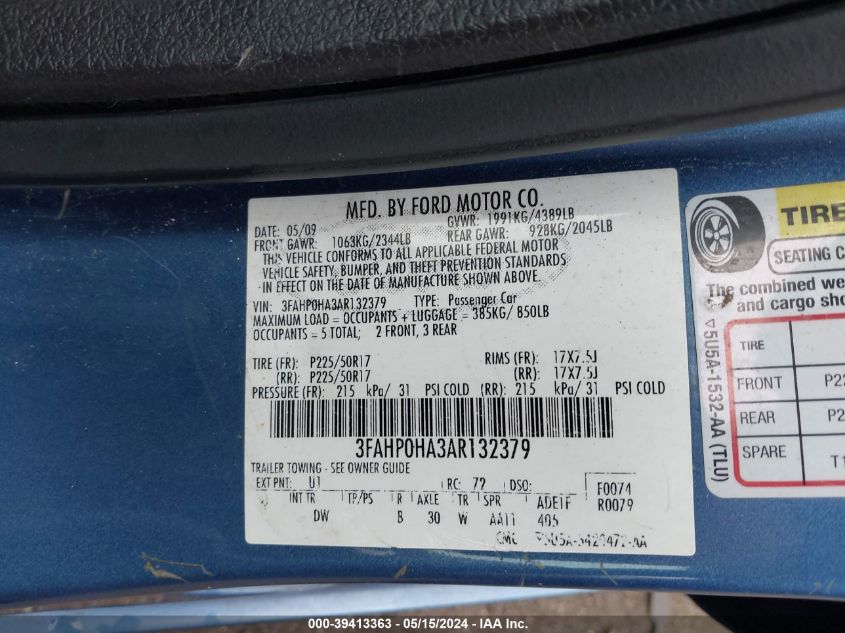 MFD. BY FORD MOTOR CO.
DATE: 05/09 GVWR: 1991KG/4389LB
FRONT GAWR: 1063KG/2344LB REAR GAWR: 928KG/2045LB
THIS VEHICLE CONFORMS TO ALL APPLICABLE FEDERAL MOTOR
VEHICLE SAFETY, BUMPER, AND THEFT PREVENTION STANDARDS
IN EFFECT ON THE DATE OF MANUFACTURE SHOWN ABOVE.
VIN: 3FAHP0HA3AR132379 TYPE: Passenger Car
MAXIMUM LOAD = OCCUPANTS + LUGGAGE = 385KG/ 850LB
OCCUPANTS = 5 TOTAL; 2 FRONT, 3 REAR
TIRE (FR): P225/50R17 RIMS (FR): 17X7.5J
(RR): P225/50R17 (RR): 17X7.5J
PRESSURE (FR): 215 kPa/ 31 PSI COLD (RR): 215 kPa/ 31 PSI COLD
3FAHP0HA3AR132379
TRAILER TOWING - SEE OWNER GUIDE
EXT PNT: U1 RC: 72 DSO: F0074
R0079
INT TR TP/PS R AXLE TR SPR ADEIF
DW B 30 W AA11 405
TIRE
SEATING C
The combined we
and cargo sho
TIRE
FRONT P22
REAR P2
SPARE T1
5U5A-1532-AA (TLU)
000-39413363 - 05/15/2024 - IAA Inc.